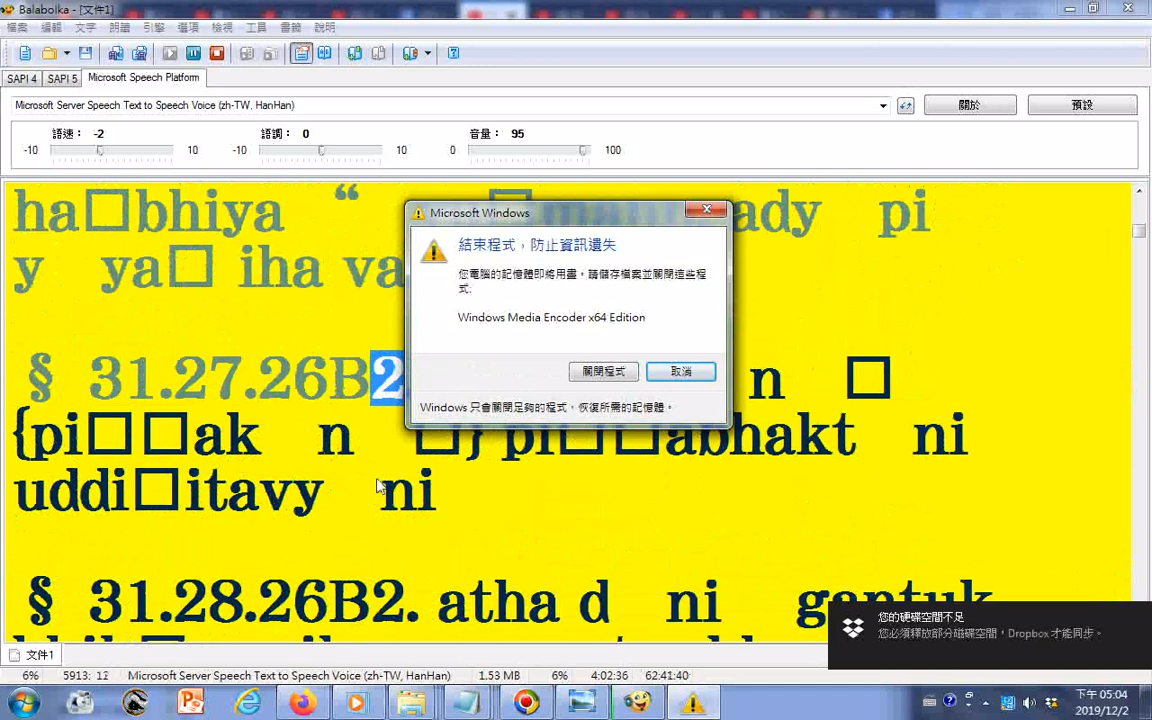 Balabolka - [文件1]
檔案 編輯 文字 朗讀 引擎 選項 檢視 工具 書籤 說明
SAPI 4 SAPI 5 Microsoft Speech Platform
Microsoft Server Speech Text to Speech Voice (zh-TW, HanHan) 關於 預設
語速： -2 語調： 0 音量： 95
-10 10 -10 10 0 100
ha□bhiya “ ady pi
y ya□ iha va
§ 31.27.26B2 n □
{pi□□ak n □} pi□□abhakt ni
uddi□itavy ni
§ 31.28.26B2. atha d ni gantuk
Microsoft Windows
結束程式，防止資訊遺失
您電腦的記憶體即將用盡。請儲存檔案並關閉這些程
式:
Windows Media Encoder x64 Edition
關閉程式 取消
Windows 只會關閉足夠的程式，恢復所需的記憶體。
您的硬碟空間不足
您必須釋放部分磁碟空間，Dropbox 才能同步。
文件1
6% 5913: 12 Microsoft Server Speech Text to Speech Voice (zh-TW, HanHan) 1.53 MB 6% 4:02:36 62:41:40
下午 05:04
2019/12/2